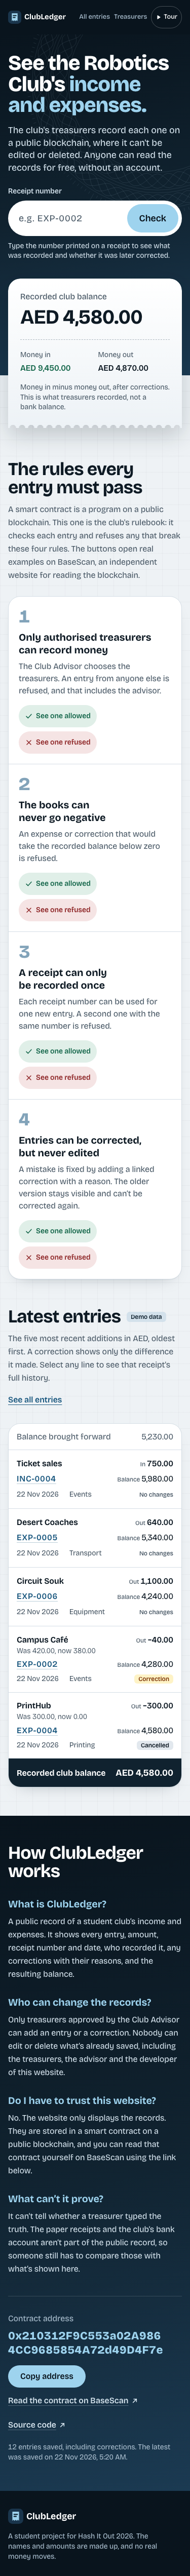 ClubLedger
All entries
Treasurers
Tour
See the Robotics
Club's income
and expenses.
The club's treasurers record each one on
a public blockchain, where it can't be
edited or deleted. Anyone can read the
records for free, without an account.
Receipt number
e.g. EXP-0002
Check
Type the number printed on a receipt to see what
was recorded and whether it was later corrected.
Recorded club balance
AED 4,580.00
Money in
Money out
AED 9,450.00
AED 4,870.00
Money in minus money out, after corrections.
This is what treasurers recorded, not a
bank balance.
The rules every
entry must pass
A smart contract is a program on a public
blockchain. This one is the club's rulebook: it
checks each entry and refuses any that break
these four rules. The buttons open real
examples on BaseScan, an independent
website for reading the blockchain.
1
Only authorised treasurers
can record money
The Club Advisor chooses the
treasurers. An entry from anyone else is
refused, and that includes the advisor.
See one allowed
See one refused
2
The books can
never go negative
An expense or correction that would
take the recorded balance below zero
is refused.
See one allowed
See one refused
3
A receipt can only
be recorded once
Each receipt number can be used for
one new entry. A second one with the
same number is refused.
See one allowed
See one refused
4
Entries can be corrected,
but never edited
A mistake is fixed by adding a linked
correction with a reason. The older
version stays visible and can't be
corrected again.
See one allowed
See one refused
Latest entries
Demo data
The five most recent additions in AED, oldest
first. A correction shows only the difference
it made. Select any line to see that receipt's
full history.
See all entries
Balance brought forward 5,230.00
Ticket sales In 750.00
INC-0004 Balance 5,980.00
22 Nov 2026 Events No changes
Desert Coaches Out 640.00
EXP-0005 Balance 5,340.00
22 Nov 2026 Transport No changes
Circuit Souk Out 1,100.00
EXP-0006 Balance 4,240.00
22 Nov 2026 Equipment No changes
Campus Café Out −40.00
Was 420.00, now 380.00
EXP-0002 Balance 4,280.00
22 Nov 2026 Events Correction
PrintHub Out −300.00
Was 300.00, now 0.00
EXP-0004 Balance 4,580.00
22 Nov 2026 Printing Cancelled
Recorded club balance AED 4,580.00
How ClubLedger
works
What is ClubLedger?
A public record of a student club's income and
expenses. It shows every entry, amount,
receipt number and date, who recorded it, any
corrections with their reasons, and the
resulting balance.
Who can change the records?
Only treasurers approved by the Club Advisor
can add an entry or a correction. Nobody can
edit or delete what's already saved, including
the treasurers, the advisor and the developer
of this website.
Do I have to trust this website?
No. The website only displays the records.
They are stored in a smart contract on a
public blockchain, and you can read that
contract yourself on BaseScan using the link
below.
What can't it prove?
It can't tell whether a treasurer typed the
truth. The paper receipts and the club's bank
account aren't part of the public record, so
someone still has to compare those with
what's shown here.
Contract address
0x210312F9C553a02A986
4CC9665854A72d49D4F7e
Copy address
Read the contract on BaseScan ↗
Source code ↗
12 entries saved, including corrections. The latest
was saved on 22 Nov 2026, 5:20 AM.
ClubLedger
A student project for Hash It Out 2026. The
names and amounts are made up, and no real
money moves.